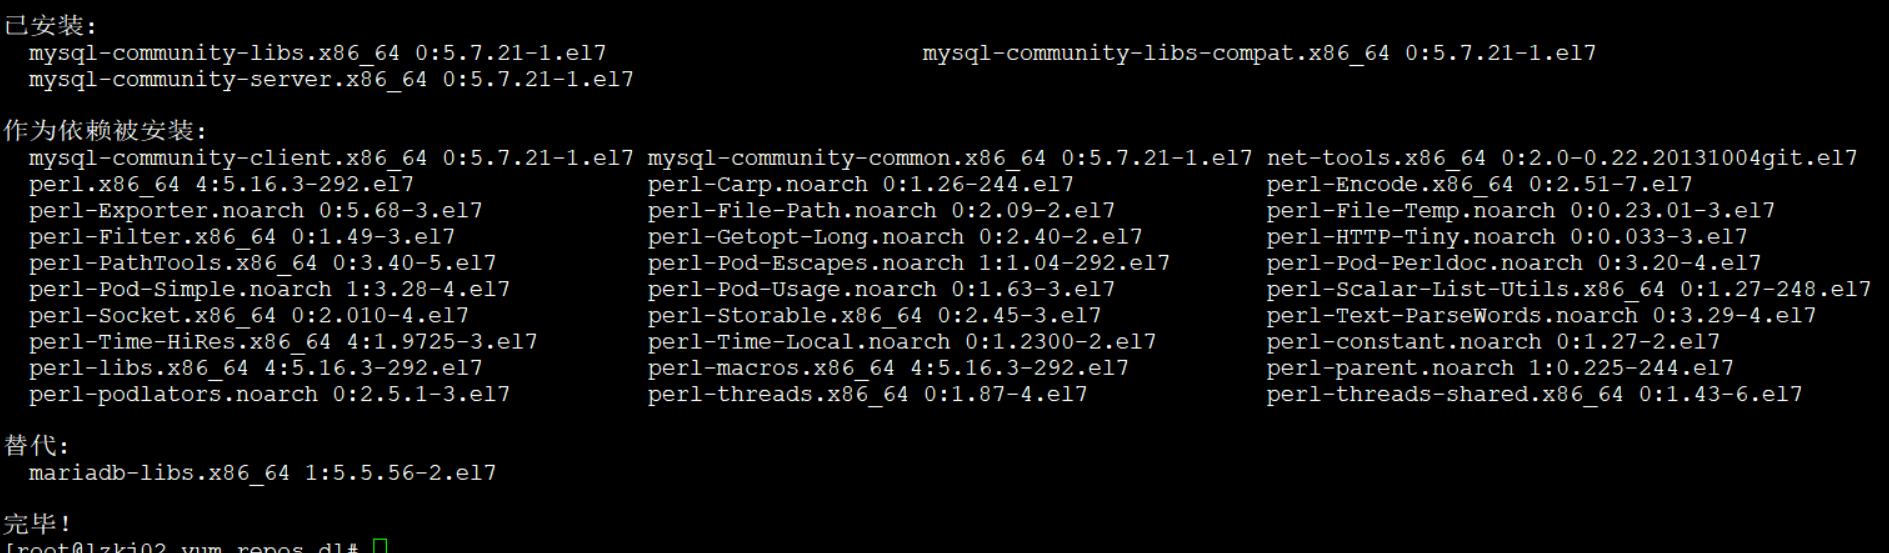 已安装:
mysql-community-libs.x86_64 0:5.7.21-1.el7 mysql-community-libs-compat.x86_64 0:5.7.21-1.el7
mysql-community-server.x86_64 0:5.7.21-1.el7
作为依赖被安装:
mysql-community-client.x86_64 0:5.7.21-1.el7 mysql-community-common.x86_64 0:5.7.21-1.el7 net-tools.x86_64 0:2.0-0.22.20131004git.el7
perl.x86_64 4:5.16.3-292.el7 perl-Carp.noarch 0:1.26-244.el7 perl-Encode.x86_64 0:2.51-7.el7
perl-Exporter.noarch 0:5.68-3.el7 perl-File-Path.noarch 0:2.09-2.el7 perl-File-Temp.noarch 0:0.23.01-3.el7
perl-Filter.x86_64 0:1.49-3.el7 perl-Getopt-Long.noarch 0:2.40-2.el7 perl-HTTP-Tiny.noarch 0:0.033-3.el7
perl-PathTools.x86_64 0:3.40-5.el7 perl-Pod-Escapes.noarch 1:1.04-292.el7 perl-Pod-Perldoc.noarch 0:3.20-4.el7
perl-Pod-Simple.noarch 1:3.28-4.el7 perl-Pod-Usage.noarch 0:1.63-3.el7 perl-Scalar-List-Utils.x86_64 0:1.27-248.el7
perl-Socket.x86_64 0:2.010-4.el7 perl-Storable.x86_64 0:2.45-3.el7 perl-Text-ParseWords.noarch 0:3.29-4.el7
perl-Time-HiRes.x86_64 4:1.9725-3.el7 perl-Time-Local.noarch 0:1.2300-2.el7 perl-constant.noarch 0:1.27-2.el7
perl-libs.x86_64 4:5.16.3-292.el7 perl-macros.x86_64 4:5.16.3-292.el7 perl-parent.noarch 1:0.225-244.el7
perl-podlators.noarch 0:2.5.1-3.el7 perl-threads.x86_64 0:1.87-4.el7 perl-threads-shared.x86_64 0:1.43-6.el7
替代:
mariadb-libs.x86_64 1:5.5.56-2.el7
完毕!
[root@lzkj02 yum.repos.d]#